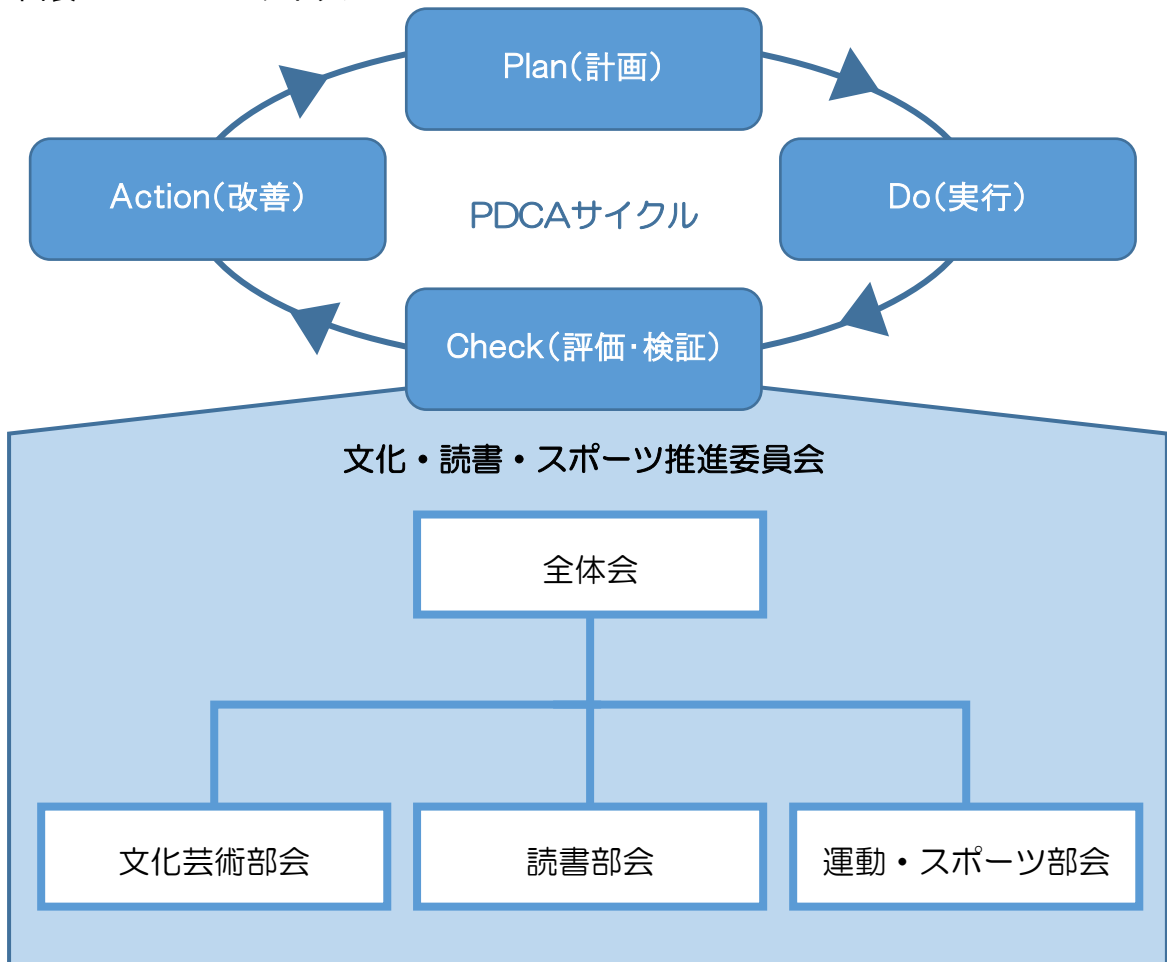 Plan(計画)
Action(改善)
Do(実行)
PDCAサイクル
Check(評価・検証)
文化・読書・スポーツ推進委員会
全体会
文化芸術部会
読書部会
運動・スポーツ部会